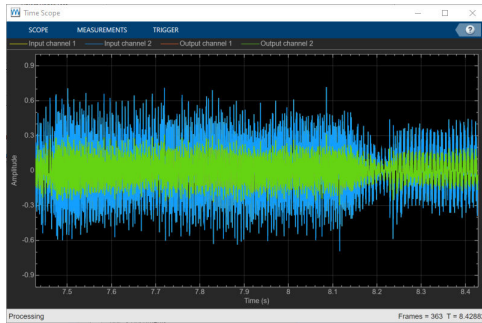 Time Scope
SCOPE MEASUREMENTS TRIGGER ?
Input channel 1 Input channel 2 Output channel 1 Output channel 2
0.9
0.6
0.3
0
-0.3
-0.6
-0.9
Amplitude
7.5 7.6 7.7 7.8 7.9 8 8.1 8.2 8.3 8.4
Time (s)
Processing Frames = 363 T = 8.4288